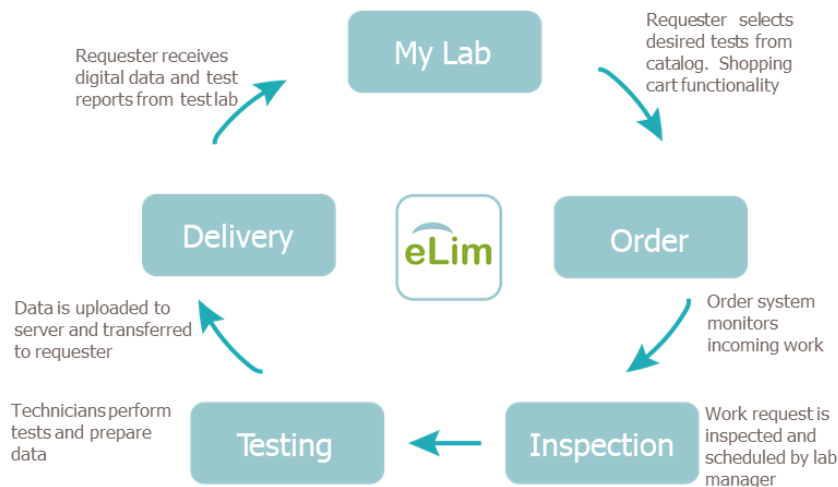 My Lab
Requester selects
desired tests from
catalog. Shopping
cart functionality
Order
Order system
monitors
incoming work
Inspection
Work request is
inspected and
scheduled by lab
manager
Testing
Technicians perform
tests and prepare
data
Data is uploaded to
server and transferred
to requester
Delivery
Requester receives
digital data and test
reports from test lab
eLim